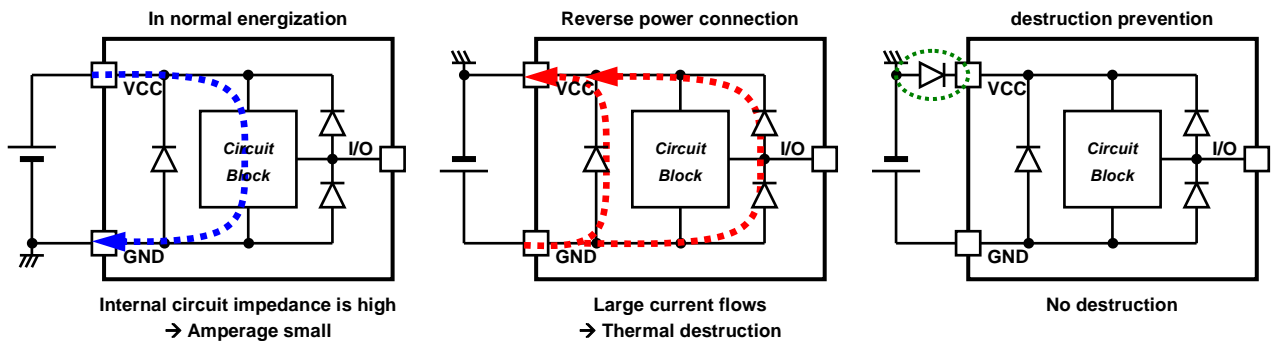 In normal energization
VCC
Circuit
Block
I/O
GND
Internal circuit impedance is high
→ Amperage small
Reverse power connection
VCC
Circuit
Block
I/O
GND
Large current flows
→ Thermal destruction
destruction prevention
VCC
Circuit
Block
I/O
GND
No destruction